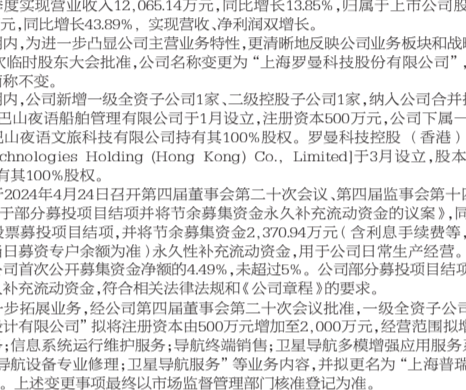 度实现营业收入12,065.14万元，同比增长13.85%，归属于上市公司股
元，同比增长43.89%，实现营收、净利润双增长。
内，为进一步凸显公司主营业务特性，更清晰地反映公司业务板块和战
欠临时股东大会批准，公司名称变更为“上海罗曼科技股份有限公司”，
简称不变。
内，公司新增一级全资子公司1家、二级控股子公司1家，纳入公司合并报
巴山夜语船舶管理有限公司于1月设立，注册资本500万元，公司下属一
巴山夜语文旅科技有限公司持有其100%股权。罗曼科技控股（香港）
echnologies Holding (Hong Kong) Co., Limited]于3月设立，股本
有其100%股权。
于2024年4月24日召开第四届董事会第二十次会议、第四届监事会第十四
于部分募投项目结项并将节余募集资金永久补充流动资金的议案》，同
股票募投项目结项，并将节余募集资金2,370.94万元（含利息手续费等，
当日募资专户余额为准）永久性补充流动资金，用于公司日常生产经营。
公司首次公开募集资金净额的4.49%，未超过5%。公司部分募投项目结项
久补充流动资金，符合相关法律法规和《公司章程》的要求。
一步拓展业务，经公司第四届董事会第二十次会议批准，一级全资子公司
设计有限公司”拟将注册资本由500万元增加至2,000万元，经营范围拟增
务；信息系统运行维护服务；导航终端销售；卫星导航多模增强应用服务系
导航设备专业修理；卫星导航服务”等业务内容，并拟更名为“上海普瑞
。上述变更事项最终以市场监督管理部门核准登记为准。